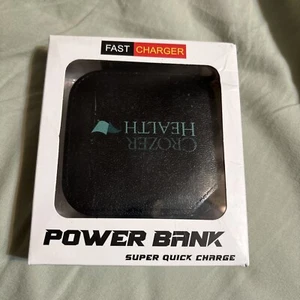 FAST CHARGER
CROZER
HEALTH
POWER BANK
SUPER QUICK CHARGE